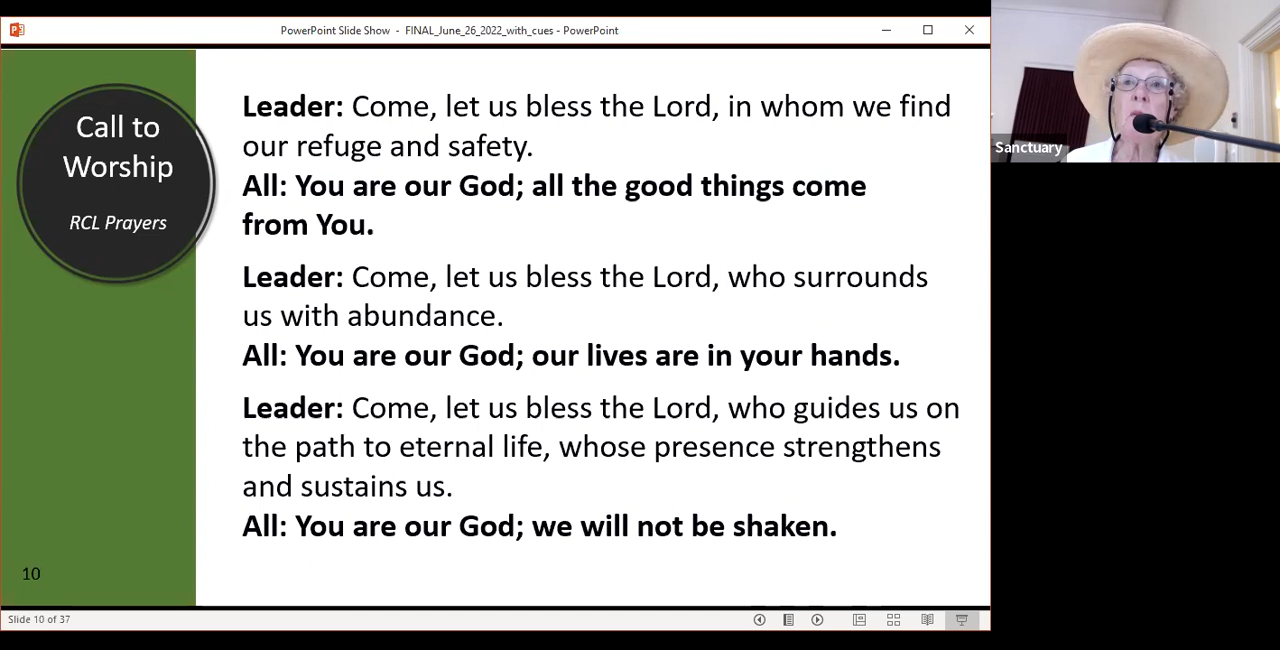 PowerPoint Slide Show - FINAL_June_26_2022_with_cues - PowerPoint
Call to
Worship
RCL Prayers
Leader: Come, let us bless the Lord, in whom we find
our refuge and safety.
All: You are our God; all the good things come
from You.
Leader: Come, let us bless the Lord, who surrounds
us with abundance.
All: You are our God; our lives are in your hands.
Leader: Come, let us bless the Lord, who guides us on
the path to eternal life, whose presence strengthens
and sustains us.
All: You are our God; we will not be shaken.
10
Slide 10 of 37
Sanctuary